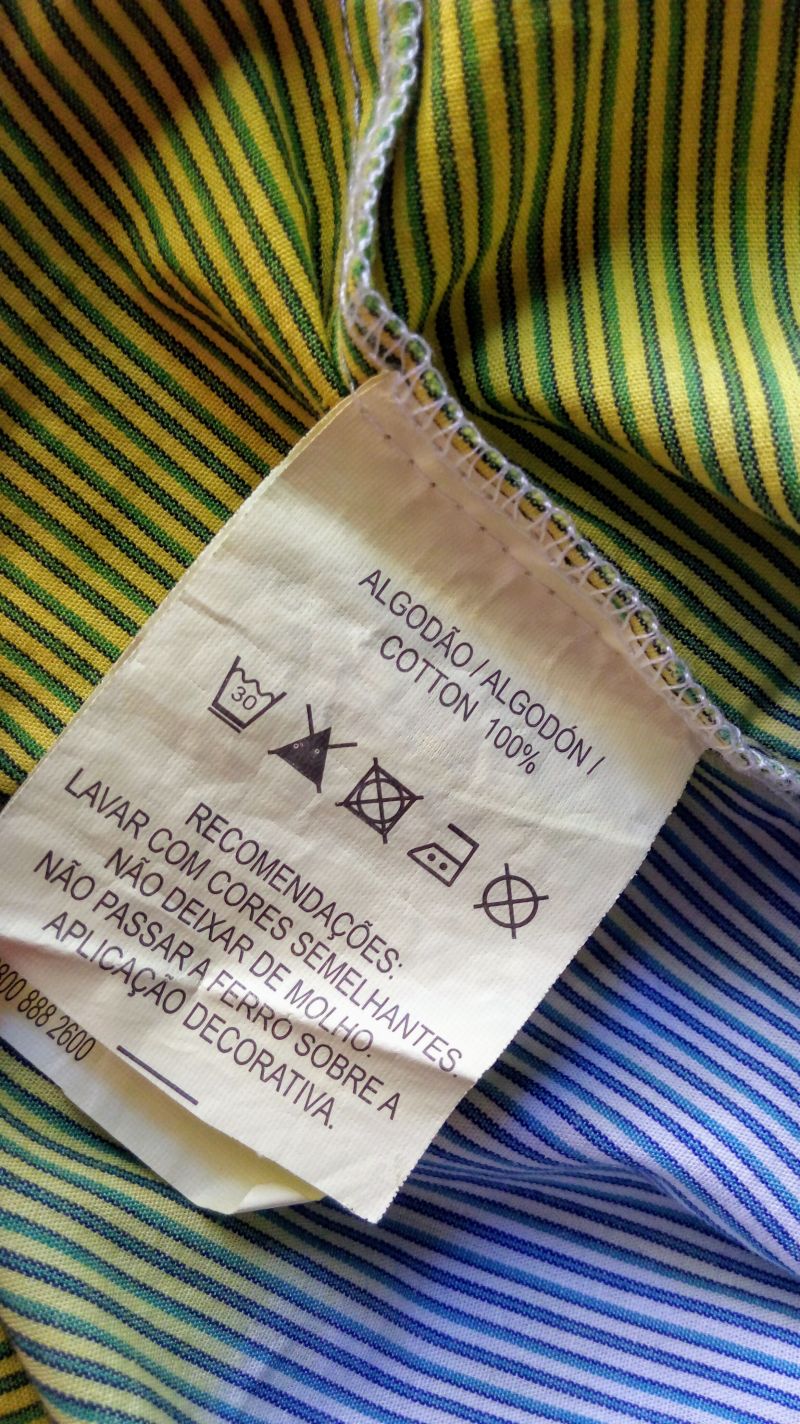 ALGODÃO / ALGODÓN /
COTTON 100%
30
RECOMENDAÇÕES:
LAVAR COM CORES SEMELHANTES.
NÃO DEIXAR DE MOLHO.
NÃO PASSAR A FERRO SOBRE A
APLICAÇÃO DECORATIVA.
800 888 2600